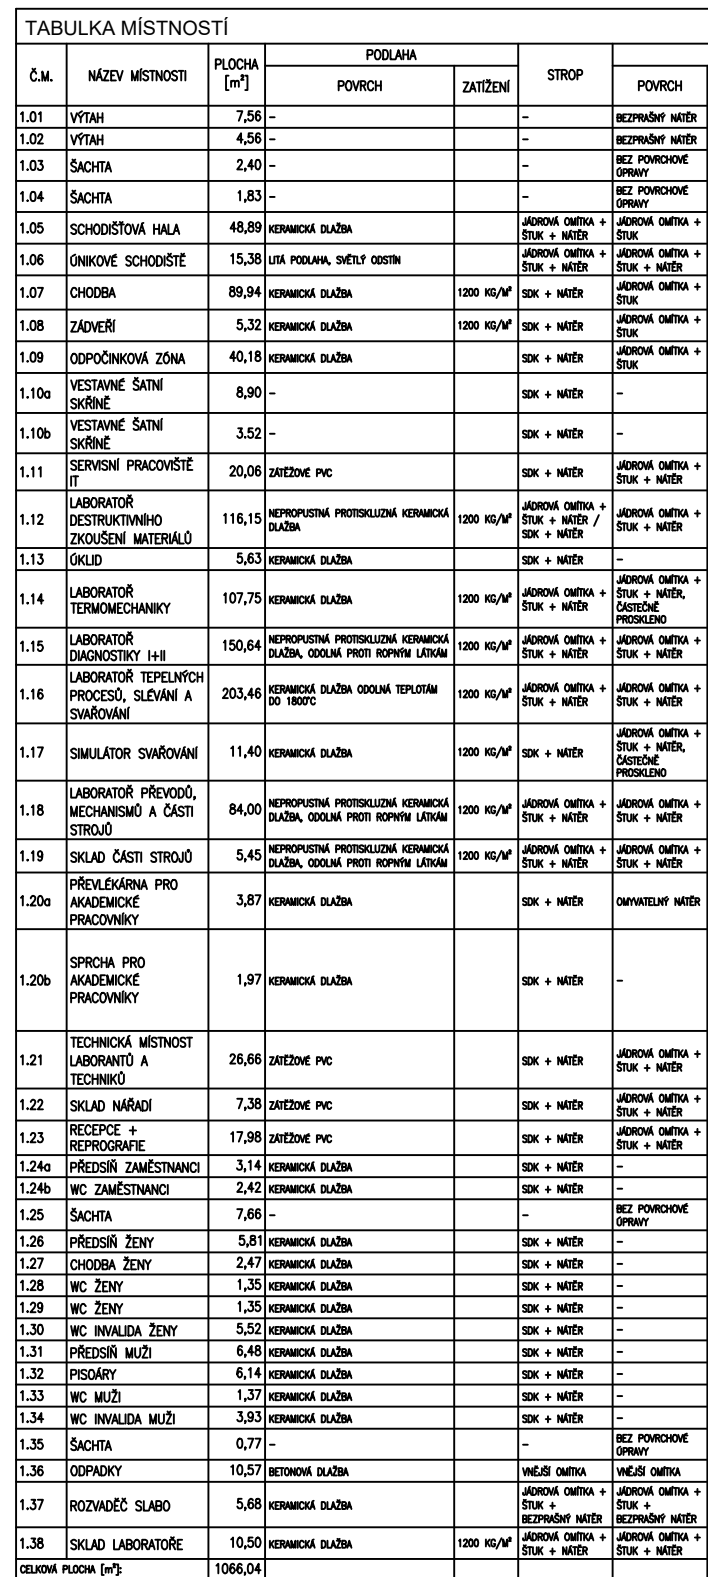 TABULKA MÍSTNOSTÍ
Č.M. NÁZEV MÍSTNOSTI PLOCHA [m²] PODLAHA STROP
POVRCH ZATÍŽENÍ POVRCH
1.01 VÝTAH 7,56 – – BEZPRAŠNÝ NÁTĚR
1.02 VÝTAH 4,56 – – BEZPRAŠNÝ NÁTĚR
1.03 ŠACHTA 2,40 – – BEZ POVRCHOVÉ
ÚPRAVY
1.04 ŠACHTA 1,83 – – BEZ POVRCHOVÉ
ÚPRAVY
1.05 SCHODIŠŤOVÁ HALA 48,89 KERAMICKÁ DLAŽBA JÁDROVÁ OMÍTKA + JÁDROVÁ OMÍTKA +
ŠTUK + NÁTĚR ŠTUK
1.06 ÚNIKOVÉ SCHODIŠTĚ 15,38 LITÁ PODLAHA, SVĚTLÝ ODSTÍN JÁDROVÁ OMÍTKA + JÁDROVÁ OMÍTKA +
ŠTUK + NÁTĚR ŠTUK + NÁTĚR
1.07 CHODBA 89,94 KERAMICKÁ DLAŽBA 1200 KG/M² SDK + NÁTĚR JÁDROVÁ OMÍTKA +
ŠTUK
1.08 ZÁDVEŘÍ 5,32 KERAMICKÁ DLAŽBA 1200 KG/M² SDK + NÁTĚR JÁDROVÁ OMÍTKA +
ŠTUK
1.09 ODPOČINKOVÁ ZÓNA 40,18 KERAMICKÁ DLAŽBA SDK + NÁTĚR JÁDROVÁ OMÍTKA +
ŠTUK
1.10a VESTAVNÉ ŠATNÍ 8,90 – SDK + NÁTĚR –
SKŘÍNĚ
1.10b VESTAVNÉ ŠATNÍ 3.52 – SDK + NÁTĚR –
SKŘÍNĚ
1.11 SERVISNÍ PRACOVIŠTĚ 20,06 ZÁTĚŽOVÉ PVC SDK + NÁTĚR JÁDROVÁ OMÍTKA +
IT ŠTUK + NÁTĚR
1.12 LABORATOŘ 116,15 NEPROPUSTNÁ PROTISKLUZNÁ KERAMICKÁ 1200 KG/M² JÁDROVÁ OMÍTKA + JÁDROVÁ OMÍTKA +
DESTRUKTIVNÍHO DLAŽBA ŠTUK + NÁTĚR / ŠTUK + NÁTĚR
ZKOUŠENÍ MATERIÁLŮ SDK + NÁTĚR
1.13 ÚKLID 5,63 KERAMICKÁ DLAŽBA SDK + NÁTĚR –
1.14 LABORATOŘ 107,75 KERAMICKÁ DLAŽBA 1200 KG/M² JÁDROVÁ OMÍTKA + JÁDROVÁ OMÍTKA +
TERMOMECHANIKY ŠTUK + NÁTĚR ŠTUK + NÁTĚR,
ČÁSTEČNĚ
PROSKLENO
1.15 LABORATOŘ 150,64 NEPROPUSTNÁ PROTISKLUZNÁ KERAMICKÁ 1200 KG/M² JÁDROVÁ OMÍTKA + JÁDROVÁ OMÍTKA +
DIAGNOSTIKY I+II DLAŽBA, ODOLNÁ PROTI ROPNÝM LÁTKÁM ŠTUK + NÁTĚR ŠTUK + NÁTĚR
1.16 LABORATOŘ TEPELNÝCH 203,46 KERAMICKÁ DLAŽBA ODOLNÁ TEPLOTÁM 1200 KG/M² JÁDROVÁ OMÍTKA + JÁDROVÁ OMÍTKA +
PROCESŮ, SLÉVÁNÍ A DO 1800°C ŠTUK + NÁTĚR ŠTUK + NÁTĚR
SVAŘOVÁNÍ
1.17 SIMULÁTOR SVAŘOVÁNÍ 11,40 KERAMICKÁ DLAŽBA 1200 KG/M² SDK + NÁTĚR JÁDROVÁ OMÍTKA +
ŠTUK + NÁTĚR,
ČÁSTEČNĚ
PROSKLENO
1.18 LABORATOŘ PŘEVODŮ, 84,00 NEPROPUSTNÁ PROTISKLUZNÁ KERAMICKÁ 1200 KG/M² JÁDROVÁ OMÍTKA + JÁDROVÁ OMÍTKA +
MECHANISMŮ A ČÁSTI DLAŽBA, ODOLNÁ PROTI ROPNÝM LÁTKÁM ŠTUK + NÁTĚR ŠTUK + NÁTĚR
STROJŮ
1.19 SKLAD ČÁSTI STROJŮ 5,45 NEPROPUSTNÁ PROTISKLUZNÁ KERAMICKÁ 1200 KG/M² JÁDROVÁ OMÍTKA + JÁDROVÁ OMÍTKA +
DLAŽBA, ODOLNÁ PROTI ROPNÝM LÁTKÁM ŠTUK + NÁTĚR ŠTUK + NÁTĚR
1.20a PŘEVLÉKÁRNA PRO 3,87 KERAMICKÁ DLAŽBA SDK + NÁTĚR OMYVATELNÝ NÁTĚR
AKADEMICKÉ
PRACOVNÍKY
1.20b SPRCHA PRO 1,97 KERAMICKÁ DLAŽBA SDK + NÁTĚR –
AKADEMICKÉ
PRACOVNÍKY
1.21 TECHNICKÁ MÍSTNOST 26,66 ZÁTĚŽOVÉ PVC SDK + NÁTĚR JÁDROVÁ OMÍTKA +
LABORANTŮ A ŠTUK + NÁTĚR
TECHNIKŮ
1.22 SKLAD NÁŘADÍ 7,38 ZÁTĚŽOVÉ PVC SDK + NÁTĚR JÁDROVÁ OMÍTKA +
ŠTUK + NÁTĚR
1.23 RECEPCE + 17,98 ZÁTĚŽOVÉ PVC SDK + NÁTĚR JÁDROVÁ OMÍTKA +
REPROGRAFIE ŠTUK + NÁTĚR
1.24a PŘEDSÍŇ ZAMĚSTNANCI 3,14 KERAMICKÁ DLAŽBA SDK + NÁTĚR –
1.24b WC ZAMĚSTNANCI 2,42 KERAMICKÁ DLAŽBA SDK + NÁTĚR –
1.25 ŠACHTA 7,66 – – BEZ POVRCHOVÉ
ÚPRAVY
1.26 PŘEDSÍŇ ŽENY 5,81 KERAMICKÁ DLAŽBA SDK + NÁTĚR –
1.27 CHODBA ŽENY 2,47 KERAMICKÁ DLAŽBA SDK + NÁTĚR –
1.28 WC ŽENY 1,35 KERAMICKÁ DLAŽBA SDK + NÁTĚR –
1.29 WC ŽENY 1,35 KERAMICKÁ DLAŽBA SDK + NÁTĚR –
1.30 WC INVALIDA ŽENY 5,52 KERAMICKÁ DLAŽBA SDK + NÁTĚR –
1.31 PŘEDSÍŇ MUŽI 6,48 KERAMICKÁ DLAŽBA SDK + NÁTĚR –
1.32 PISOÁRY 6,14 KERAMICKÁ DLAŽBA SDK + NÁTĚR –
1.33 WC MUŽI 1,37 KERAMICKÁ DLAŽBA SDK + NÁTĚR –
1.34 WC INVALIDA MUŽI 3,93 KERAMICKÁ DLAŽBA SDK + NÁTĚR –
1.35 ŠACHTA 0,77 – – BEZ POVRCHOVÉ
ÚPRAVY
1.36 ODPADKY 10,57 BETONOVÁ DLAŽBA VNĚJŠÍ OMÍTKA VNĚJŠÍ OMÍTKA
1.37 ROZVADĚČ SLABO 5,68 KERAMICKÁ DLAŽBA JÁDROVÁ OMÍTKA + JÁDROVÁ OMÍTKA +
ŠTUK + ŠTUK +
BEZPRAŠNÝ NÁTĚR BEZPRAŠNÝ NÁTĚR
1.38 SKLAD LABORATOŘE 10,50 KERAMICKÁ DLAŽBA 1200 KG/M² JÁDROVÁ OMÍTKA + JÁDROVÁ OMÍTKA +
ŠTUK + NÁTĚR ŠTUK + NÁTĚR
CELKOVÁ PLOCHA [m²]: 1066,04